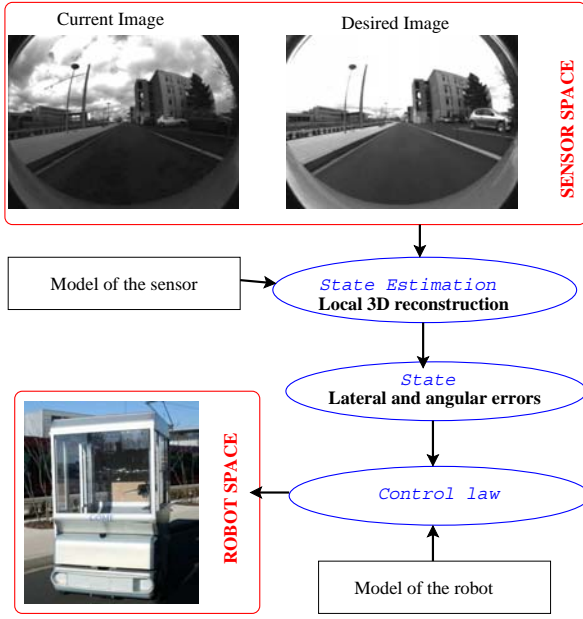 Current Image
Desired Image
SENSOR SPACE
Model of the sensor
State Estimation
Local 3D reconstruction
State
Lateral and angular errors
ROBOT SPACE
Control law
Model of the robot